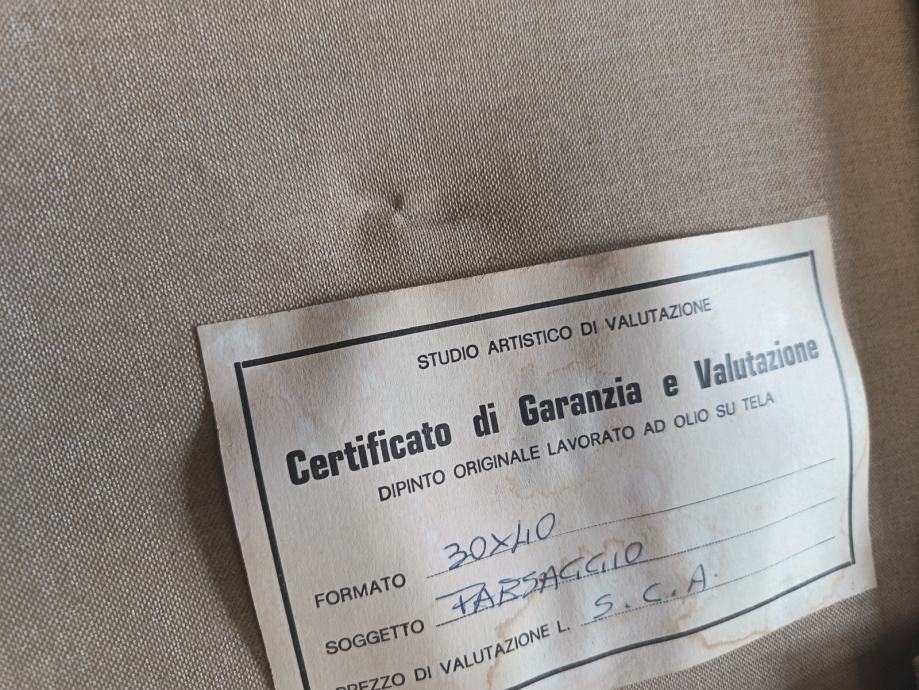 STUDIO ARTISTICO DI VALUTAZIONE
Certificato di Garanzia e Valutazione
DIPINTO ORIGINALE LAVORATO AD OLIO SU TELA
FORMATO 30X40
SOGGETTO PAESAGGIO
PREZZO DI VALUTAZIONE L. S.C.A.